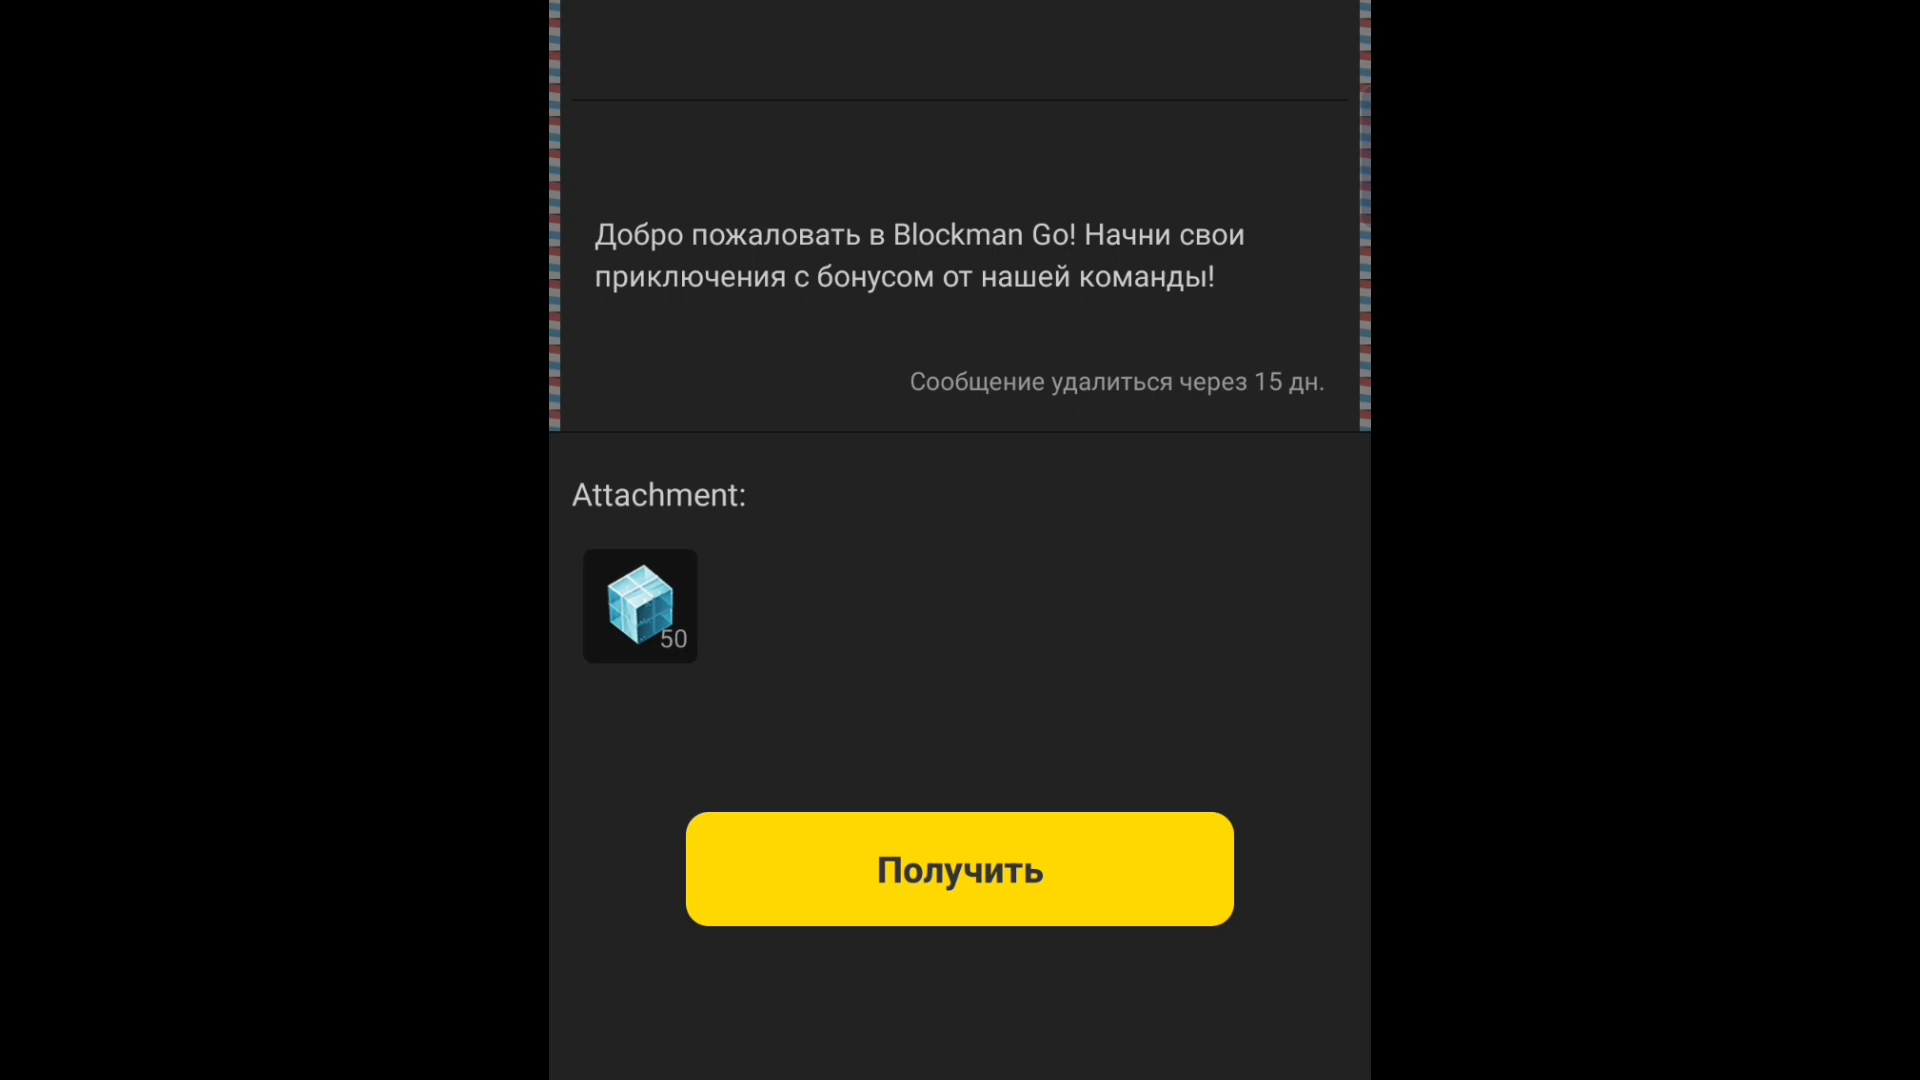 Добро пожаловать в Blockman Go! Начни свои
приключения с бонусом от нашей команды!
Сообщение удалиться через 15 дн.
Attachment:
50
Получить